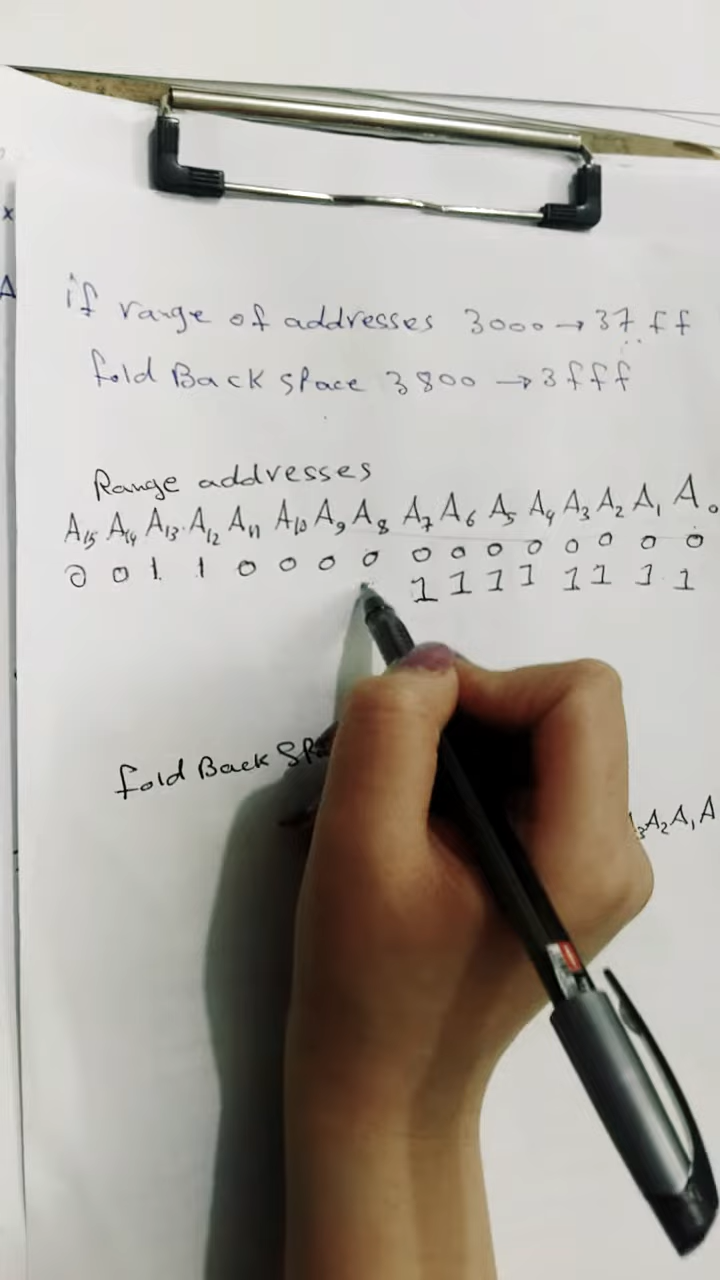 if range of addresses 3000 → 37ff
fold Back space 3800 → 3fff
Range addresses
A15 A14 A13 A12 A11 A10 A9 A8 A7 A6 A5 A4 A3 A2 A1 A0
0 0 1 1 0 0 0 0 0 0 0 0 0 0 0 0
1 1 1 1 1 1 1 1
fold Back
A2 A1 A